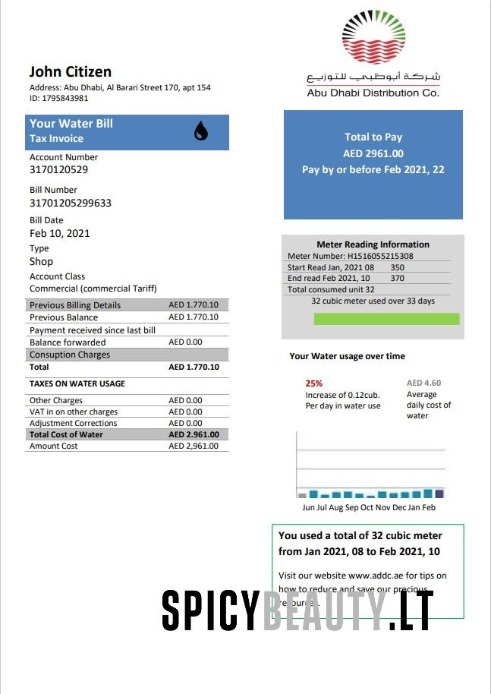 شركة أبوظبي للتوزيع
Abu Dhabi Distribution Co.
John Citizen
Address: Abu Dhabi, Al Barari Street 170, apt 154
ID: 1795843981
Your Water Bill
Tax Invoice
Account Number
3170120529
Bill Number
31701205299633
Bill Date
Feb 10, 2021
Type
Shop
Account Class
Commercial (commercial Tariff)
Previous Billing Details AED 1.770.10
Previous Balance AED 1.770.10
Payment received since last bill
Balance forwarded AED 0.00
Consuption Charges
Total AED 1.770.10
TAXES ON WATER USAGE
Other Charges AED 0.00
VAT in on other charges AED 0.00
Adjustment Corrections AED 0.00
Total Cost of Water AED 2.961.00
Amount Cost AED 2,961.00
Total to Pay
AED 2961.00
Pay by or before Feb 2021, 22
Meter Reading Information
Meter Number: H1516055215308
Start Read Jan, 2021 08 350
End read Feb 2021, 10 370
Total consumed unit 32
32 cubic meter used over 33 days
Your Water usage over time
25% AED 4.60
Increase of 0.12cub. Average
Per day in water use daily cost of
water
Jun Jul Aug Sep Oct Nov Dec Jan Feb
You used a total of 32 cubic meter
from Jan 2021, 08 to Feb 2021, 10
Visit our website www.addc.ae for tips on
how to reduce and save our precious
SPICYBEAUTY.LT